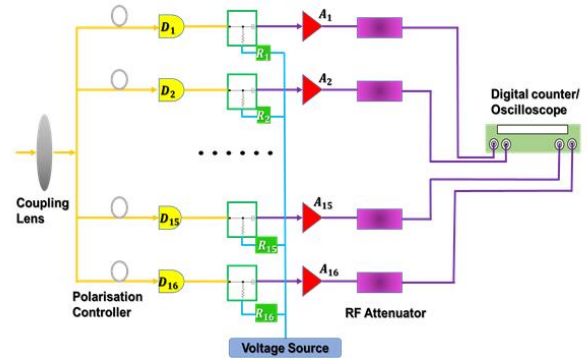 D1
A1
R1
D2
A2
R2
Digital counter/
Oscilloscope
Coupling
Lens
D15
A15
R15
D16
A16
R16
Polarisation
Controller
RF Attenuator
Voltage Source